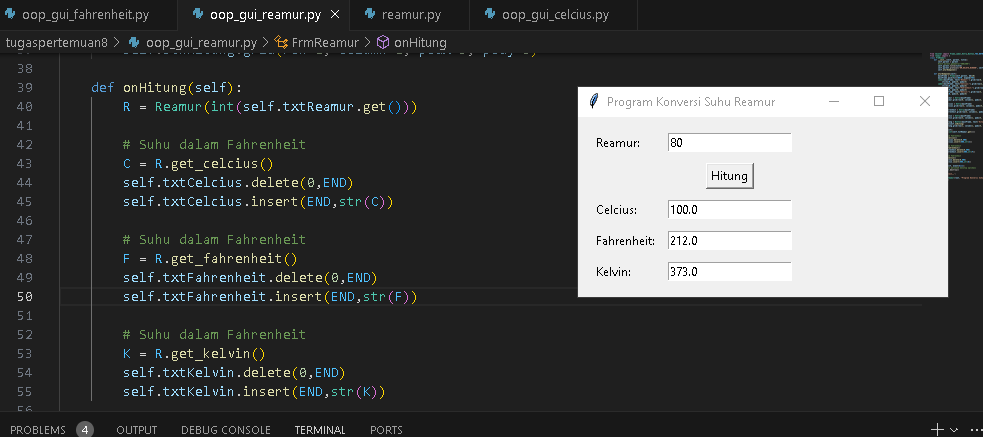 oop_gui_fahrenheit.py oop_gui_reamur.py reamur.py oop_gui_celcius.py
tugaspertemuan8 > oop_gui_reamur.py > FrmReamur > onHitung
38
39 def onHitung(self):
40 R = Reamur(int(self.txtReamur.get()))
41
42 # Suhu dalam Fahrenheit
43 C = R.get_celcius()
44 self.txtCelcius.delete(0,END)
45 self.txtCelcius.insert(END,str(C))
46
47 # Suhu dalam Fahrenheit
48 F = R.get_fahrenheit()
49 self.txtFahrenheit.delete(0,END)
50 self.txtFahrenheit.insert(END,str(F))
51
52 # Suhu dalam Fahrenheit
53 K = R.get_kelvin()
54 self.txtKelvin.delete(0,END)
55 self.txtKelvin.insert(END,str(K))
56
Program Konversi Suhu Reamur
Reamur: 80
Hitung
Celcius: 100.0
Fahrenheit: 212.0
Kelvin: 373.0
PROBLEMS 4 OUTPUT DEBUG CONSOLE TERMINAL PORTS